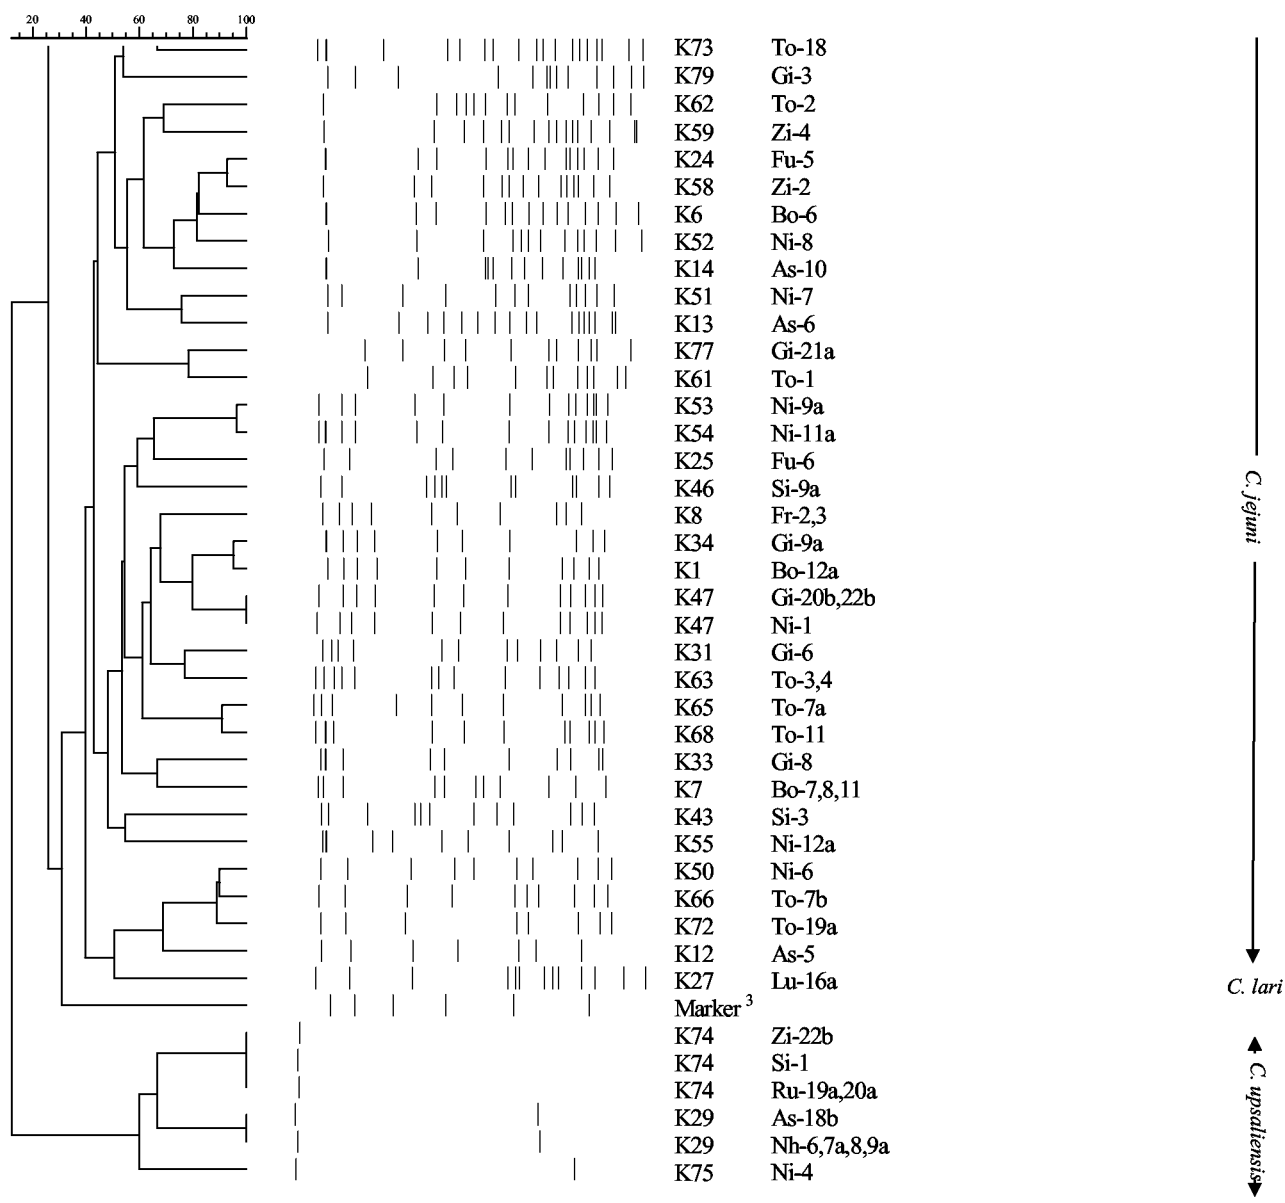 20 40 60 80 100
K73 To-18
K79 Gi-3
K62 To-2
K59 Zi-4
K24 Fu-5
K58 Zi-2
K6 Bo-6
K52 Ni-8
K14 As-10
K51 Ni-7
K13 As-6
K77 Gi-21a
K61 To-1
K53 Ni-9a
K54 Ni-11a
K25 Fu-6
K46 Si-9a
K8 Fr-2,3
K34 Gi-9a
K1 Bo-12a
K47 Gi-20b,22b
K47 Ni-1
K31 Gi-6
K63 To-3,4
K65 To-7a
K68 To-11
K33 Gi-8
K7 Bo-7,8,11
K43 Si-3
K55 Ni-12a
K50 Ni-6
K66 To-7b
K72 To-19a
K12 As-5
K27 Lu-16a
Marker 3
K74 Zi-22b
K74 Si-1
K74 Ru-19a,20a
K29 As-18b
K29 Nh-6,7a,8,9a
K75 Ni-4
C. jejuni
C. lari
C. upsaliensis